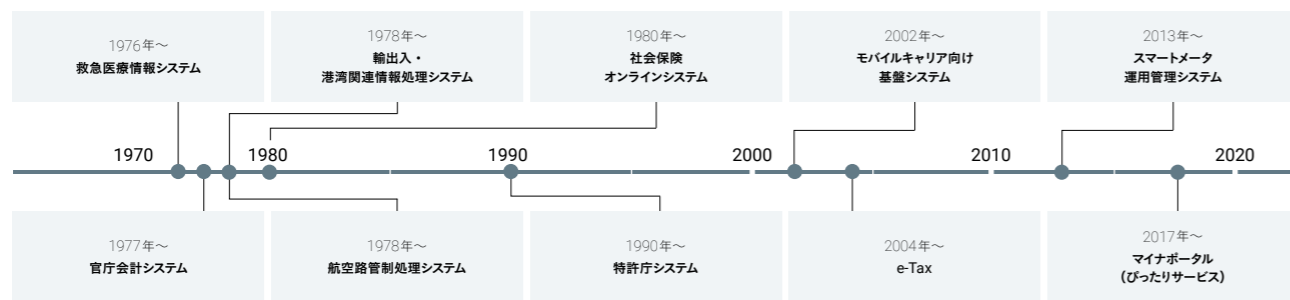 1976年～
救急医療情報システム
1978年～
輸出入・
港湾関連情報処理システム
1980年～
社会保険
オンラインシステム
2002年～
モバイルキャリア向け
基盤システム
2013年～
スマートメータ
運用管理システム
1970
1980
1990
2000
2010
2020
1977年～
官庁会計システム
1978年～
航空路管制処理システム
1990年～
特許庁システム
2004年～
e-Tax
2017年～
マイナポータル
(ぴったりサービス)